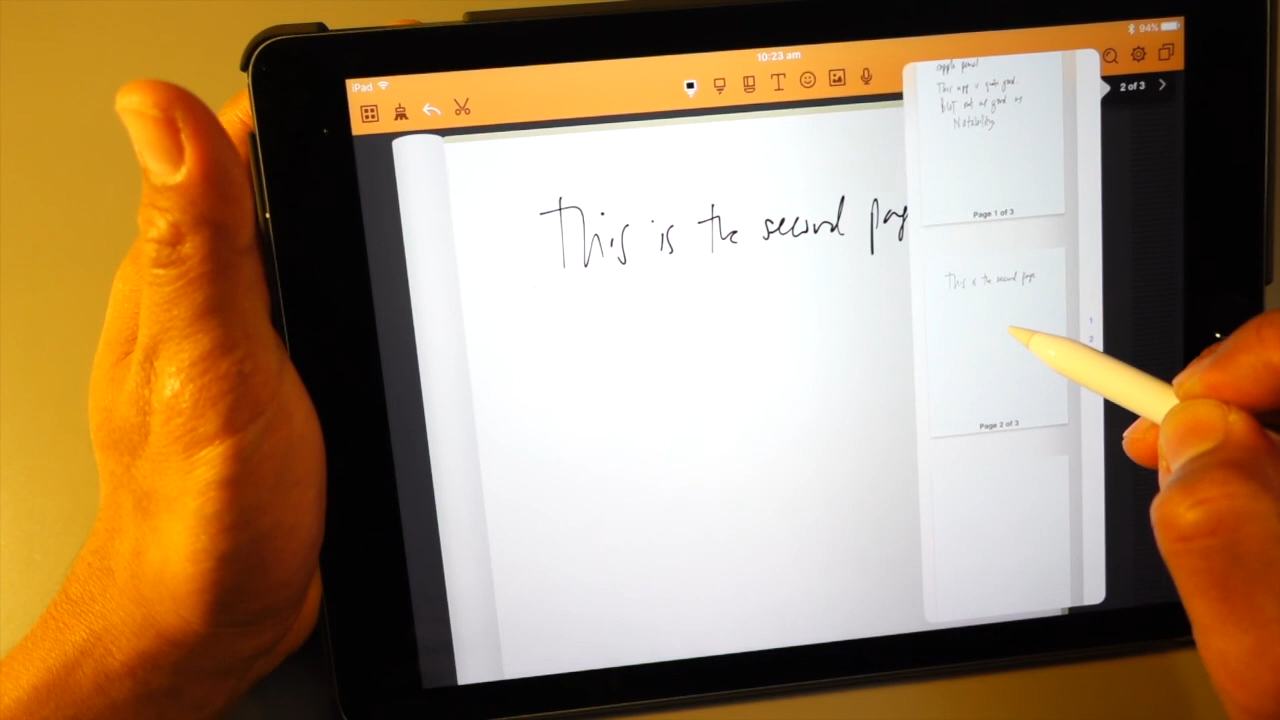 94%
10:23 am
iPad
2 of 3
T
apple pencil
This app is quite good.
BUT not as good as
Notability
Page 1 of 3
This is the second pag
This is the second page
1
2
Page 2 of 3